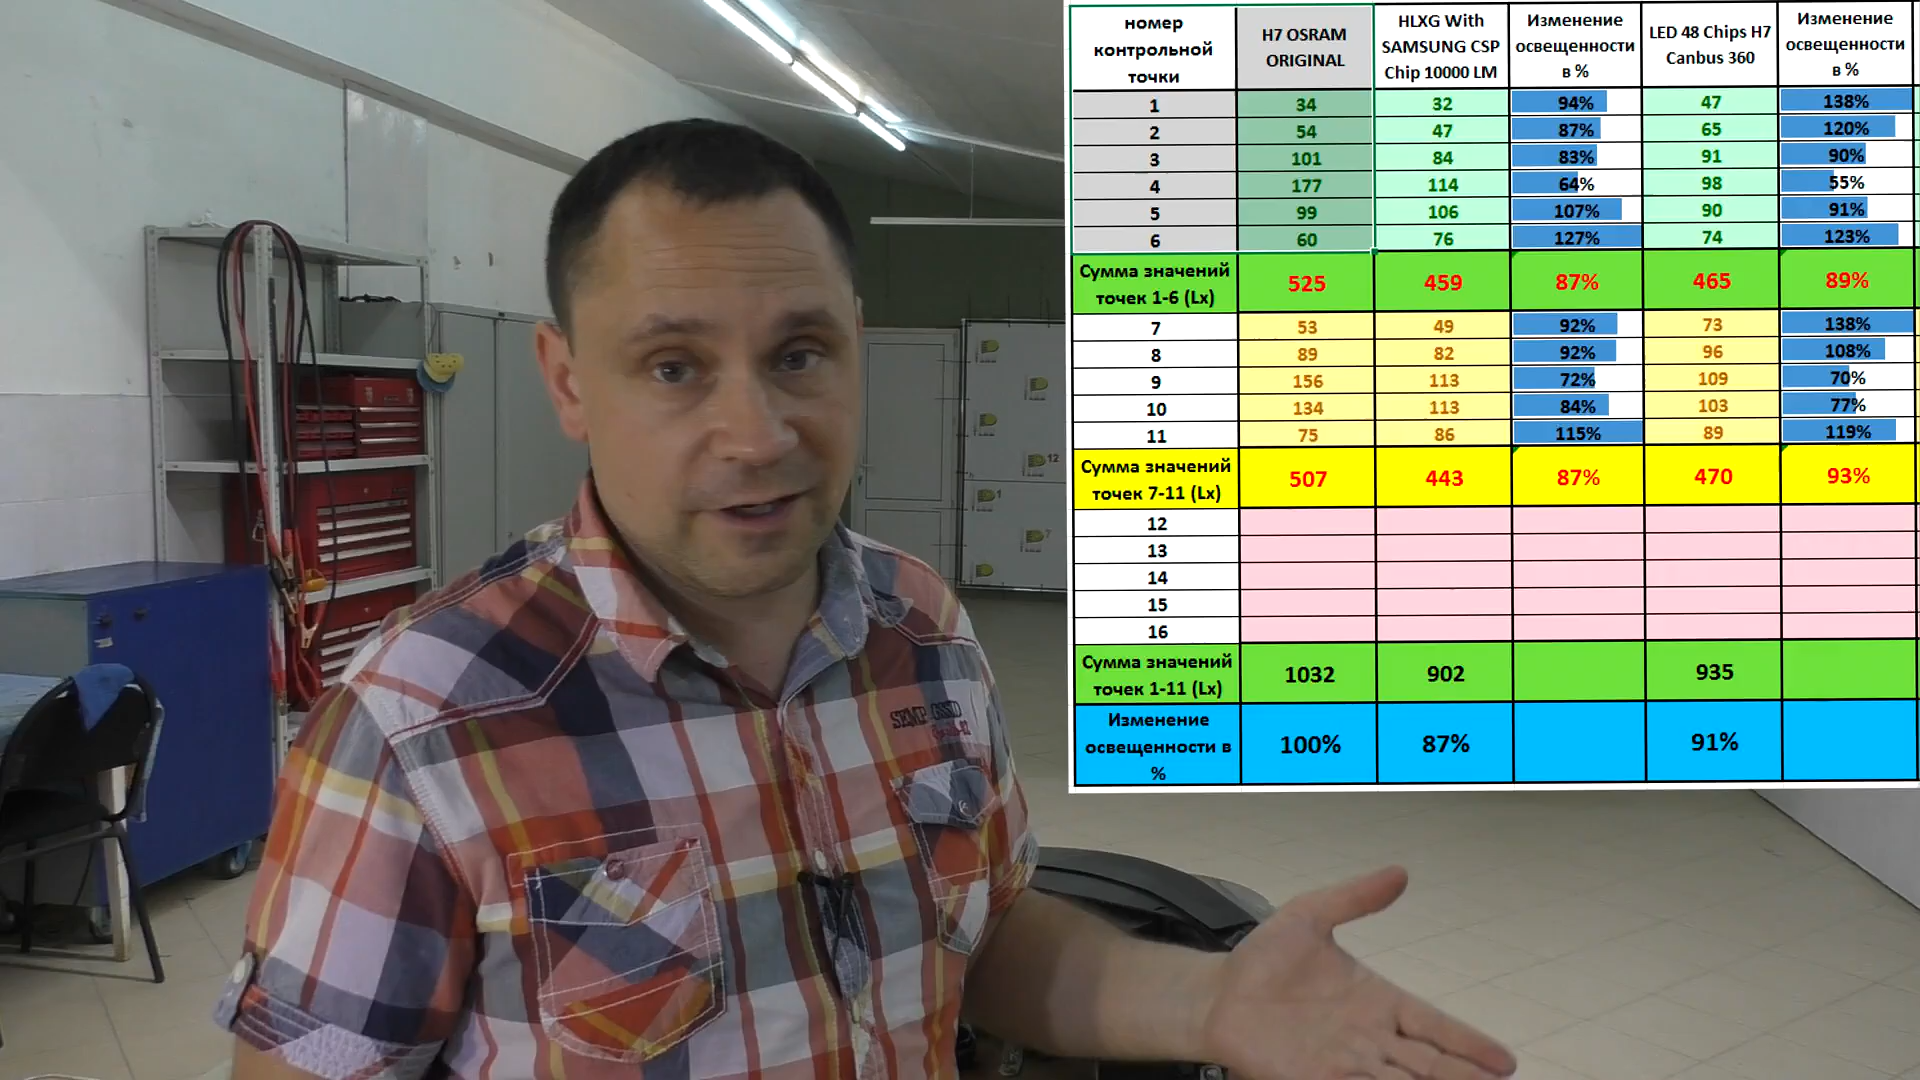 номер контрольной точки
H7 OSRAM ORIGINAL
HLXG With SAMSUNG CSP Chip 10000 LM
Изменение освещенности в %
LED 48 Chips H7 Canbus 360
Изменение освещенности в %
1 34 32 94% 47 138%
2 54 47 87% 65 120%
3 101 84 83% 91 90%
4 177 114 64% 98 55%
5 99 106 107% 90 91%
6 60 76 127% 74 123%
Сумма значений точек 1-6 (Lx) 525 459 87% 465 89%
7 53 49 92% 73 138%
8 89 82 92% 96 108%
9 156 113 72% 109 70%
10 134 113 84% 103 77%
11 75 86 115% 89 119%
Сумма значений точек 7-11 (Lx) 507 443 87% 470 93%
12
13
14
15
16
Сумма значений точек 1-11 (Lx) 1032 902 935
Изменение освещенности в % 100% 87% 91%
12
1
7